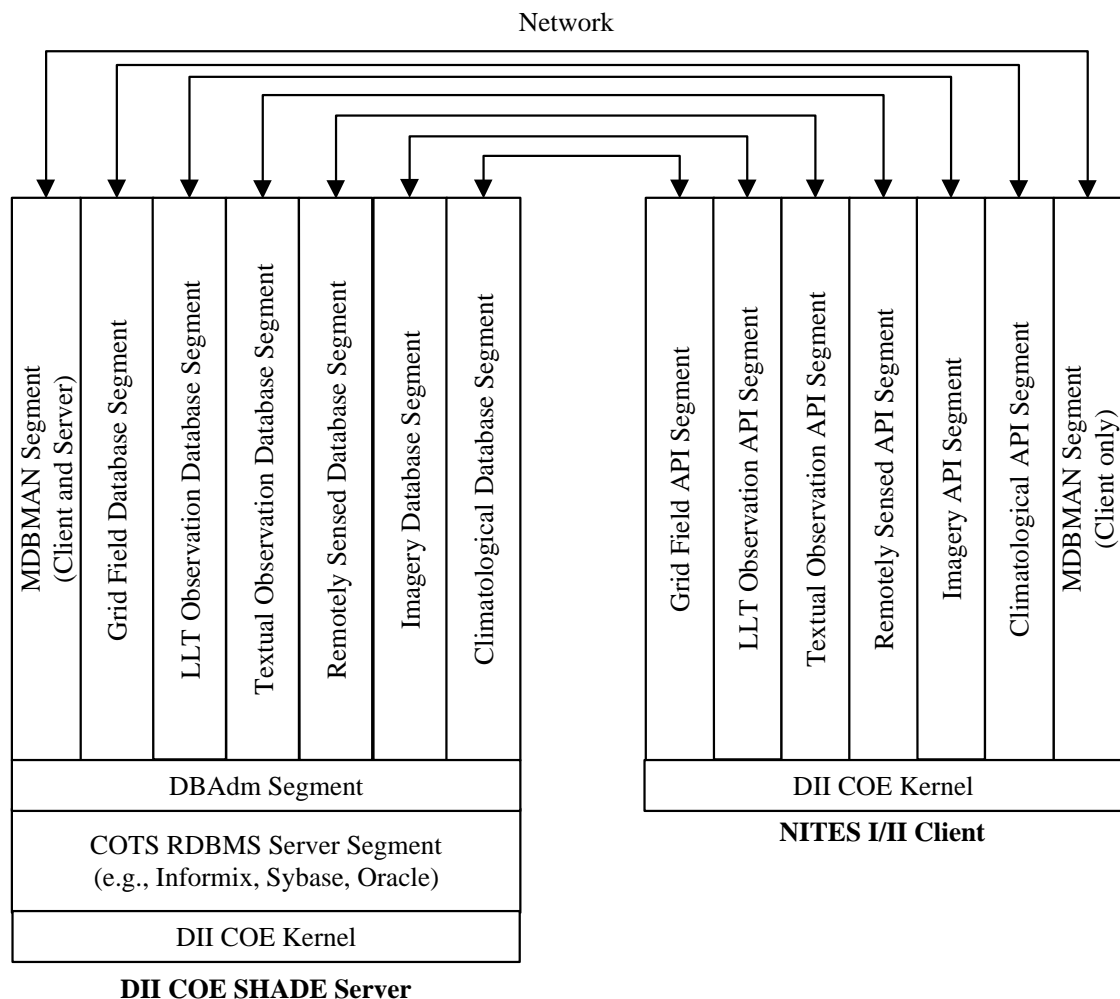 Network
MDBMAN Segment
(Client and Server)
Grid Field Database Segment
LLT Observation Database Segment
Textual Observation Database Segment
Remotely Sensed Database Segment
Imagery Database Segment
Climatological Database Segment
DBAdm Segment
COTS RDBMS Server Segment
(e.g., Informix, Sybase, Oracle)
DII COE Kernel
DII COE SHADE Server
Grid Field API Segment
LLT Observation API Segment
Textual Observation API Segment
Remotely Sensed API Segment
Imagery API Segment
Climatological API Segment
MDBMAN Segment
(Client only)
DII COE Kernel
NITES I/II Client